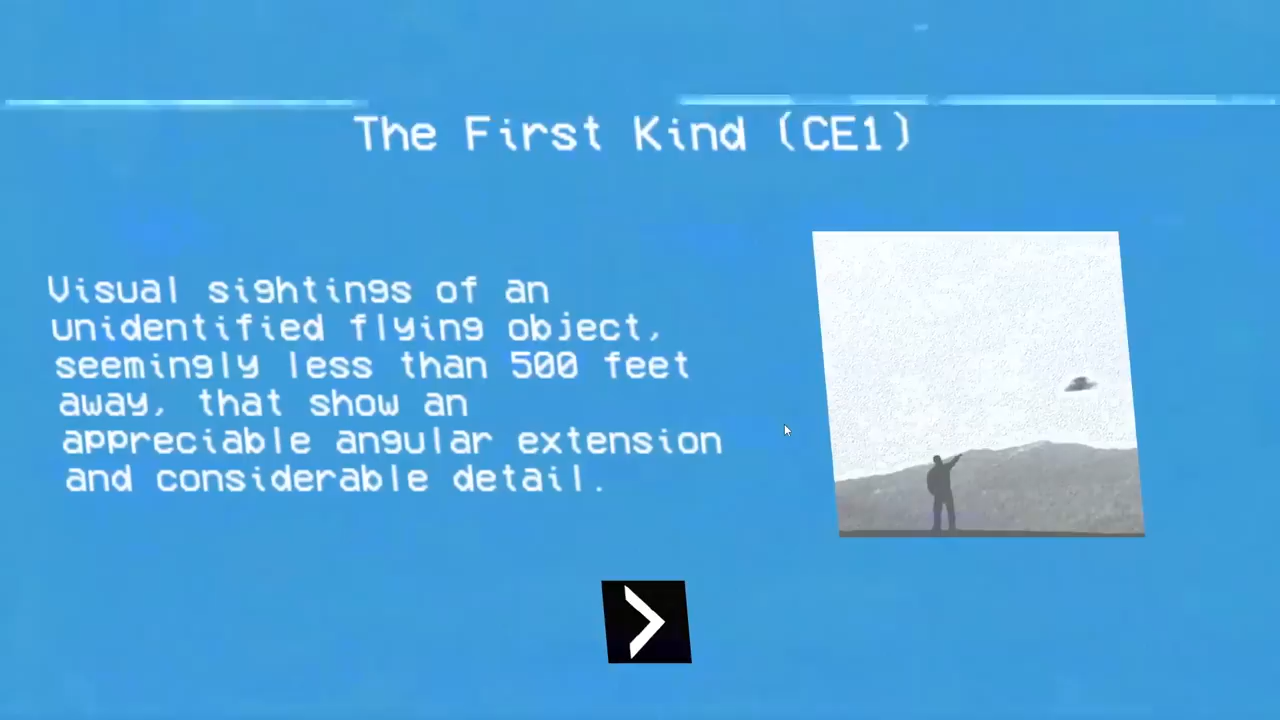 The First Kind (CE1)
Visual sightings of an
unidentified flying object,
seemingly less than 500 feet
away, that show an
appreciable angular extension
and considerable detail.